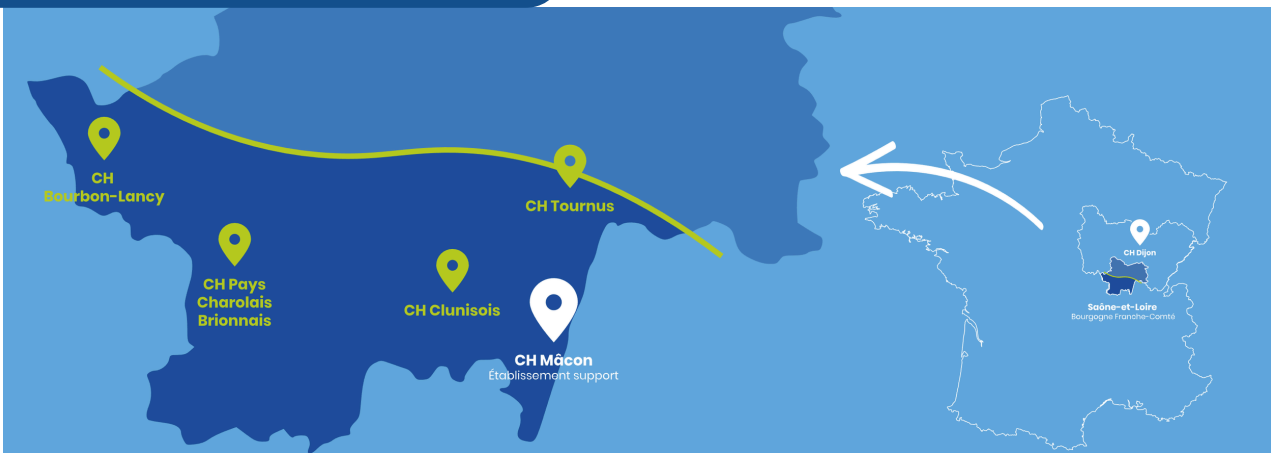 CH
Bourbon-Lancy
CH Tournus
CH Pays
Charolais
Brionnais
CH Clunisois
CH Mâcon
Établissement support
CH Dijon
Saône-et-Loire
Bourgogne Franche-Comté